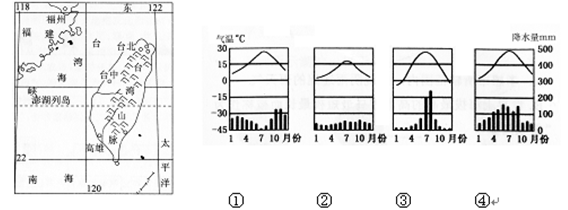 118 东 122
福州
福建
台湾海峡
台北
台中
台湾山脉
澎湖列岛
高雄
太平洋
22
南海
120
气温℃ 降水量mm
30 15 0 -15 -30 -45
500 400 300 200 100 0
1 4 7 10 月份 1 4 7 10 月份 1 4 7 10 月份 1 4 7 10 月份
① ② ③ ④↵